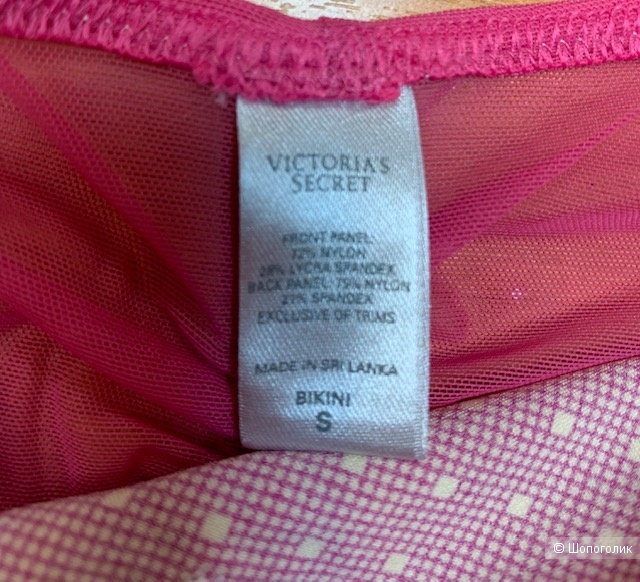 VICTORIA'S
SECRET
FRONT PANEL:
72% NYLON
28% LYCRA SPANDEX
BACK PANEL: 79% NYLON
21% SPANDEX
EXCLUSIVE OF TRIMS
MADE IN SRI LANKA
BIKINI
S
© Шопоголик